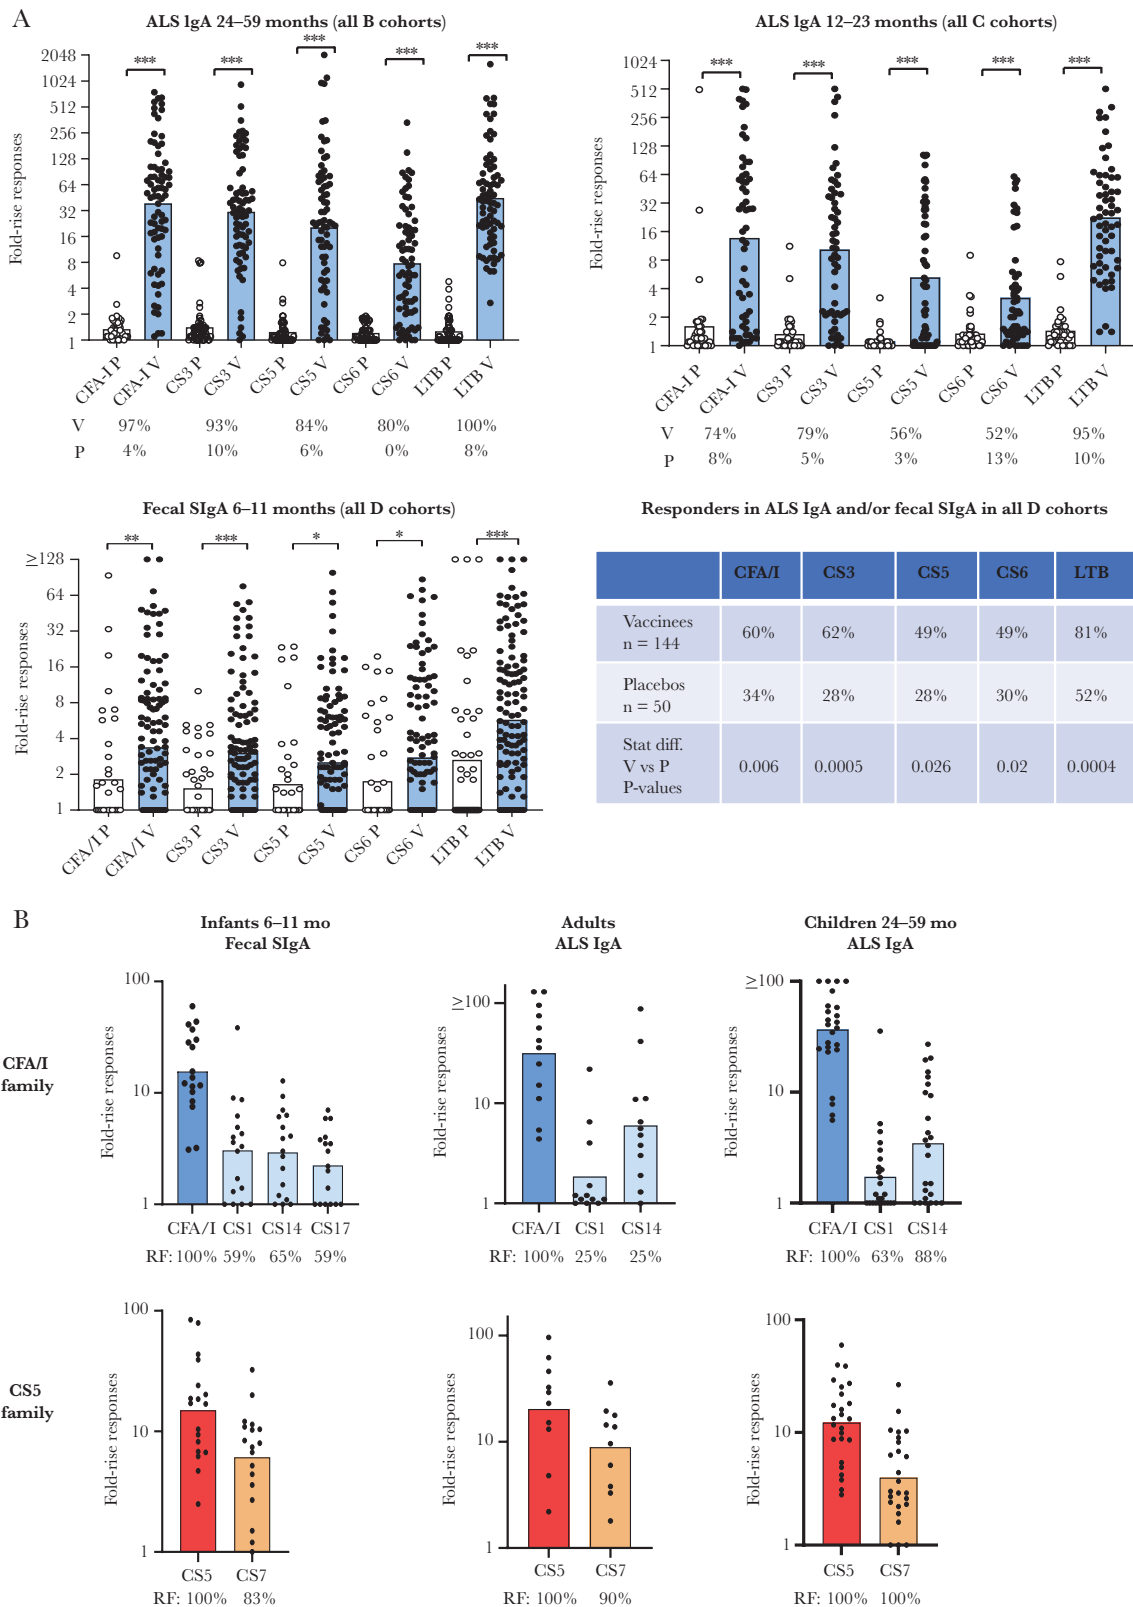 A
ALS IgA 24–59 months (all B cohorts)
Fold-rise responses
2048
1024
512
256
128
64
32
16
8
4
2
1
*** *** *** *** ***
CFA-I P CFA-I V CS3 P CS3 V CS5 P CS5 V CS6 P CS6 V LTB P LTB V
V 97% 93% 84% 80% 100%
P 4% 10% 6% 0% 8%
ALS IgA 12–23 months (all C cohorts)
Fold-rise responses
1024
512
256
128
64
32
16
8
4
2
1
*** *** *** *** ***
CFA-I P CFA-I V CS3 P CS3 V CS5 P CS5 V CS6 P CS6 V LTB P LTB V
V 74% 79% 56% 52% 95%
P 8% 5% 3% 13% 10%
Fecal SIgA 6–11 months (all D cohorts)
Fold-rise responses
≥128
64
32
16
8
4
2
1
** *** * * ***
CFA/I P CFA/I V CS3 P CS3 V CS5 P CS5 V CS6 P CS6 V LTB P LTB V
Responders in ALS IgA and/or fecal SIgA in all D cohorts
CFA/I CS3 CS5 CS6 LTB
Vaccinees
n = 144
60% 62% 49% 49% 81%
Placebos
n = 50
34% 28% 28% 30% 52%
Stat diff.
V vs P
P-values
0.006 0.0005 0.026 0.02 0.0004
B
Infants 6–11 mo
Fecal SIgA
Adults
ALS IgA
Children 24–59 mo
ALS IgA
CFA/I
family
Fold-rise responses
100
10
1
CFA/I CS1 CS14 CS17
RF: 100% 59% 65% 59%
Fold-rise responses
≥100
10
1
CFA/I CS1 CS14
RF: 100% 25% 25%
Fold-rise responses
≥100
10
1
CFA/I CS1 CS14
RF: 100% 63% 88%
CS5
family
Fold-rise responses
100
10
1
CS5 CS7
RF: 100% 83%
Fold-rise responses
100
10
1
CS5 CS7
RF: 100% 90%
Fold-rise responses
100
10
1
CS5 CS7
RF: 100% 100%